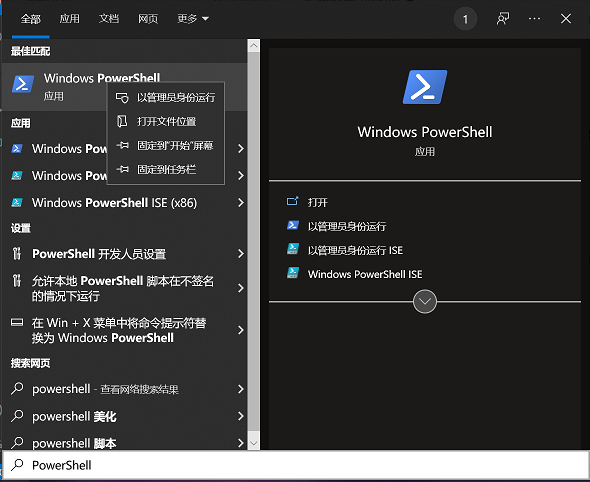 全部 应用 文档 网页 更多 1
最佳匹配
Windows PowerShell
应用
以管理员身份运行
打开文件位置
固定到"开始"屏幕
固定到任务栏
应用
Windows Pow
Windows Pow
Windows PowerShell ISE (x86)
设置
PowerShell 开发人员设置
允许本地 PowerShell 脚本在不签名
的情况下运行
在 Win + X 菜单中将命令提示符替
换为 Windows PowerShell
搜索网页
powershell - 查看网络搜索结果
powershell 美化
powershell 脚本
Windows PowerShell
应用
打开
以管理员身份运行
以管理员身份运行 ISE
Windows PowerShell ISE
PowerShell